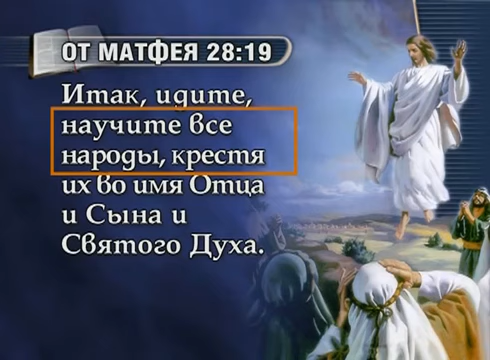 ОТ МАТФЕЯ 28:19
Итак, идите,
научите все
народы, крестя
их во имя Отца
и Сына и
Святого Духа.